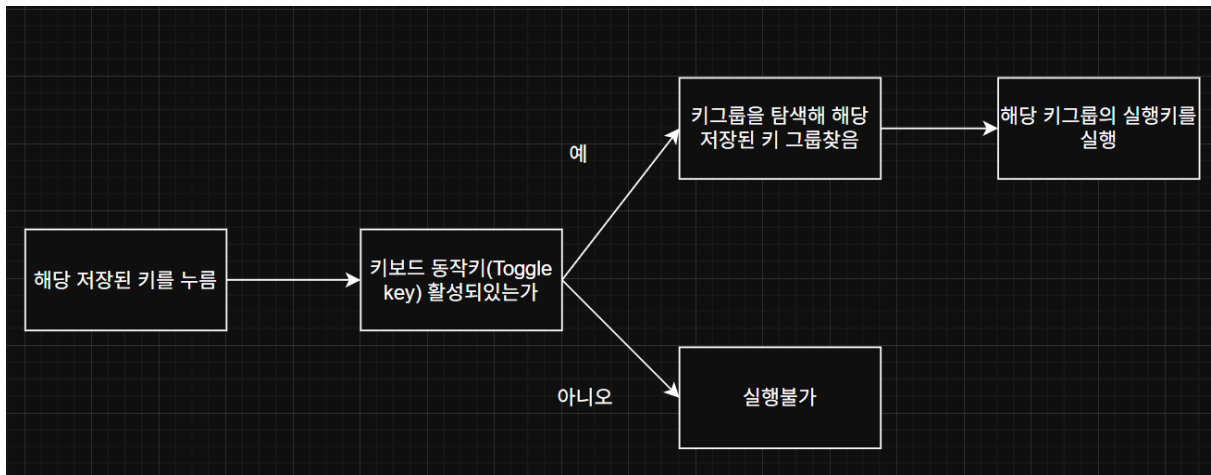 해당 저장된 키를 누름
키보드 동작키(Toggle
key) 활성되있는가
예
키그룹을 탐색해 해당
저장된 키 그룹찾음
해당 키그룹의 실행키를
실행
아니오
실행불가